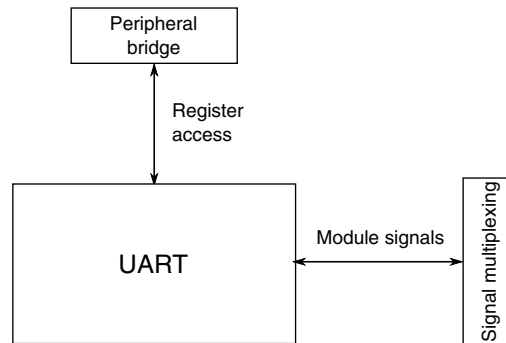 Peripheral
bridge
Register
access
UART
Module signals
Signal multiplexing